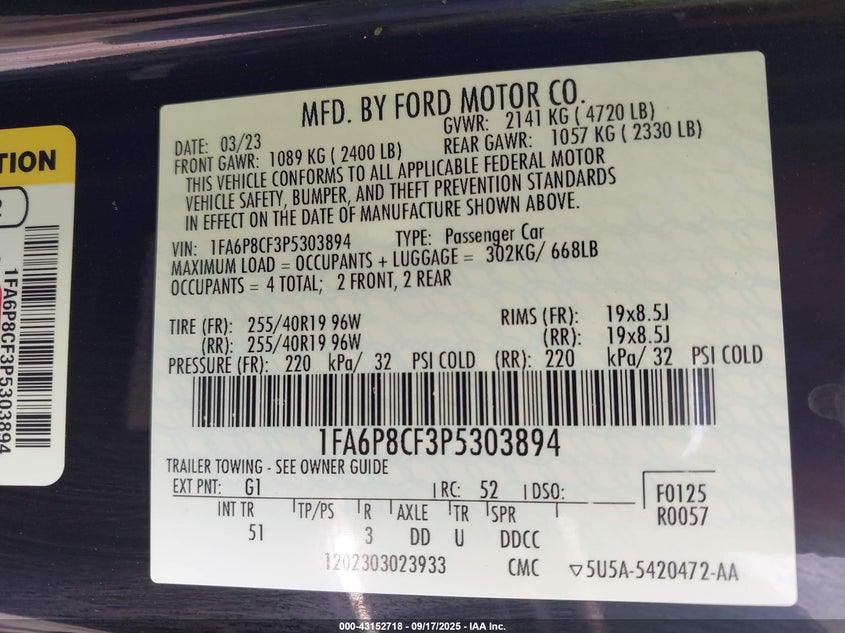 TION
2
1FA6P8CF3P5303894
MFD. BY FORD MOTOR CO.
DATE: 03/23 GVWR: 2141 KG ( 4720 LB)
FRONT GAWR: 1089 KG ( 2400 LB) REAR GAWR: 1057 KG ( 2330 LB)
THIS VEHICLE CONFORMS TO ALL APPLICABLE FEDERAL MOTOR
VEHICLE SAFETY, BUMPER, AND THEFT PREVENTION STANDARDS
IN EFFECT ON THE DATE OF MANUFACTURE SHOWN ABOVE.
VIN: 1FA6P8CF3P5303894 TYPE: Passenger Car
MAXIMUM LOAD = OCCUPANTS + LUGGAGE = 302KG/ 668LB
OCCUPANTS = 4 TOTAL; 2 FRONT, 2 REAR
TIRE (FR): 255/40R19 96W RIMS (FR): 19x8.5J
(RR): 255/40R19 96W (RR): 19x8.5J
PRESSURE (FR): 220 kPa/ 32 PSI COLD (RR): 220 kPa/ 32 PSI COLD
1FA6P8CF3P5303894
TRAILER TOWING - SEE OWNER GUIDE
EXT PNT: G1 RC: 52 DSO: F0125
INT TR TP/PS R AXLE TR SPR R0057
51 3 DD U DDCC
1202303023933 CMC ▽5U5A-5420472-AA
000-43152718 - 09/17/2025 - IAA Inc.